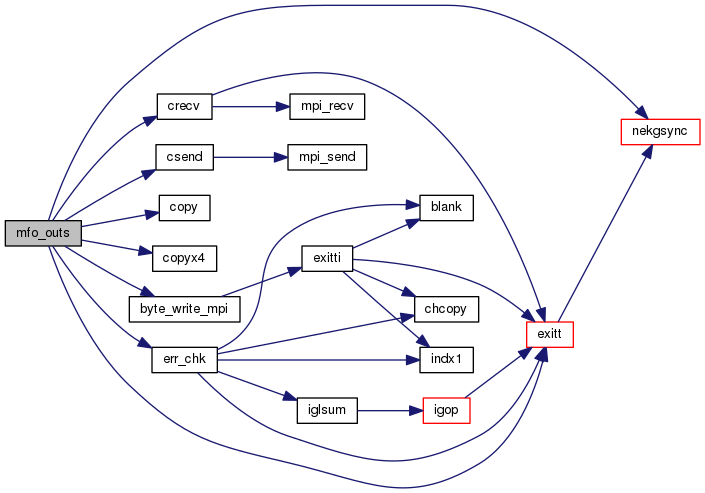 mfo_outs
crecv
csend
copy
copyx4
byte_write_mpi
err_chk
mpi_recv
mpi_send
exitti
iglsum
blank
chcopy
indx1
igop
exitt
nekgsync